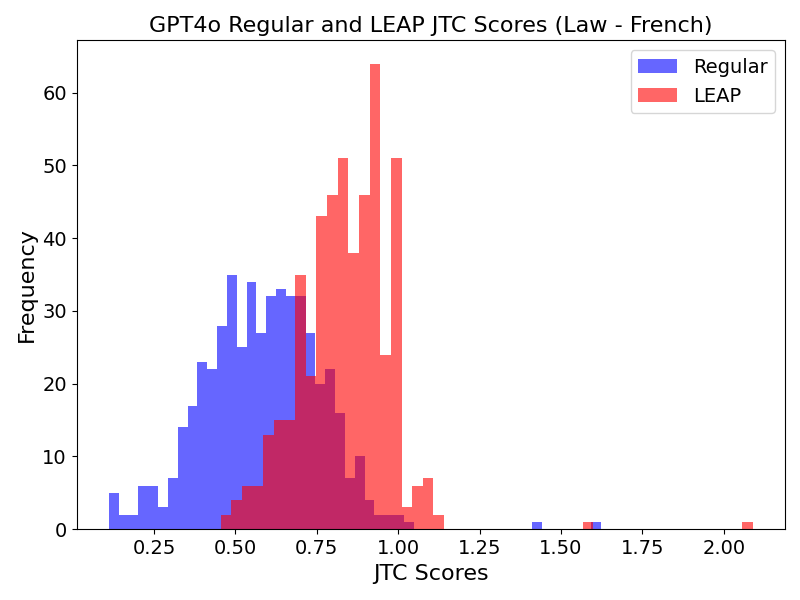 GPT4o Regular and LEAP JTC Scores (Law - French)
Regular
LEAP
Frequency
60
50
40
30
20
10
0
0.25 0.50 0.75 1.00 1.25 1.50 1.75 2.00
JTC Scores